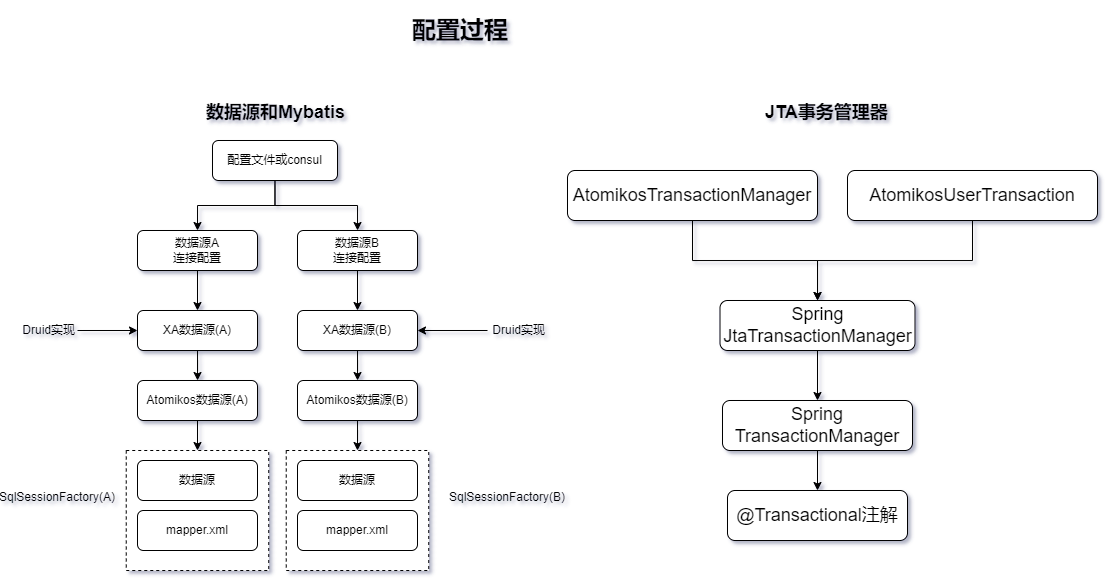 配置过程
数据源和Mybatis
配置文件或consul
数据源A
连接配置
数据源B
连接配置
Druid实现
XA数据源(A)
XA数据源(B)
Druid实现
Atomikos数据源(A)
Atomikos数据源(B)
SqlSessionFactory(A)
数据源
mapper.xml
数据源
mapper.xml
SqlSessionFactory(B)
JTA事务管理器
AtomikosTransactionManager
AtomikosUserTransaction
Spring
JtaTransactionManager
Spring
TransactionManager
@Transactional注解